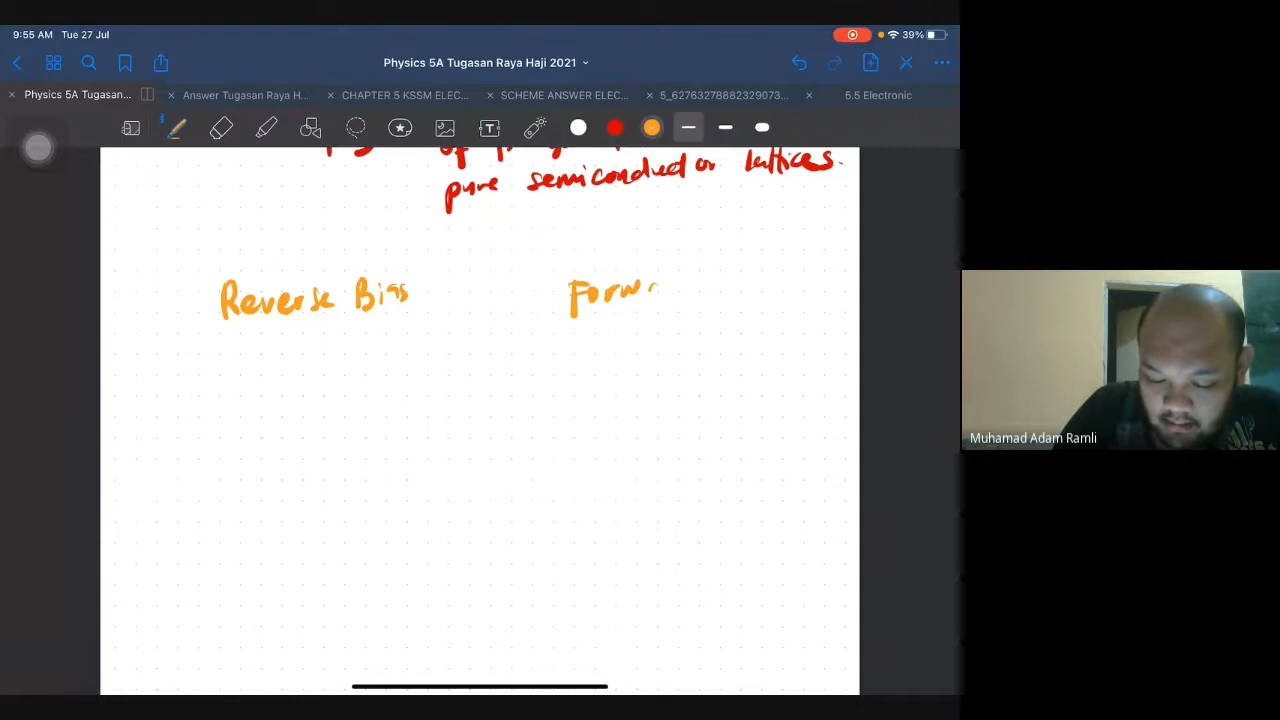 9:55 AM Tue 27 Jul
39%
Physics 5A Tugasan Raya Haji 2021
Physics 5A Tugasan...
Answer Tugasan Raya H...
CHAPTER 5 KSSM ELEC...
SCHEME ANSWER ELEC...
5_62763278882329073...
5.5 Electronic
of
pure semiconductor lattices.
Reverse Bias
Forwr
Muhamad Adam Ramli